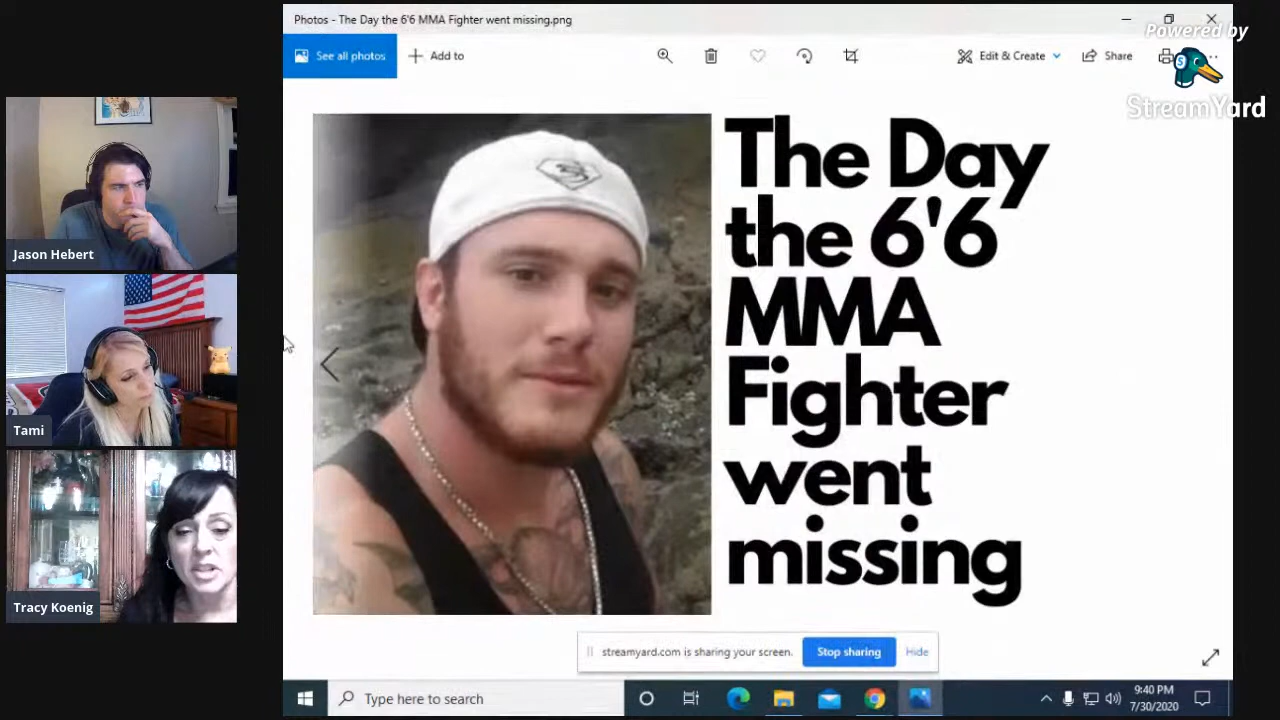 Photos - The Day the 6'6 MMA Fighter went missing.png
Powered by
See all photos
Add to
Edit & Create
Share
StreamYard
Jason Hebert
Tami
Tracy Koenig
The Day
the 6'6
MMA
Fighter
went
missing
streamyard.com is sharing your screen.
Stop sharing
Hide
Type here to search
9:40 PM
7/30/2020